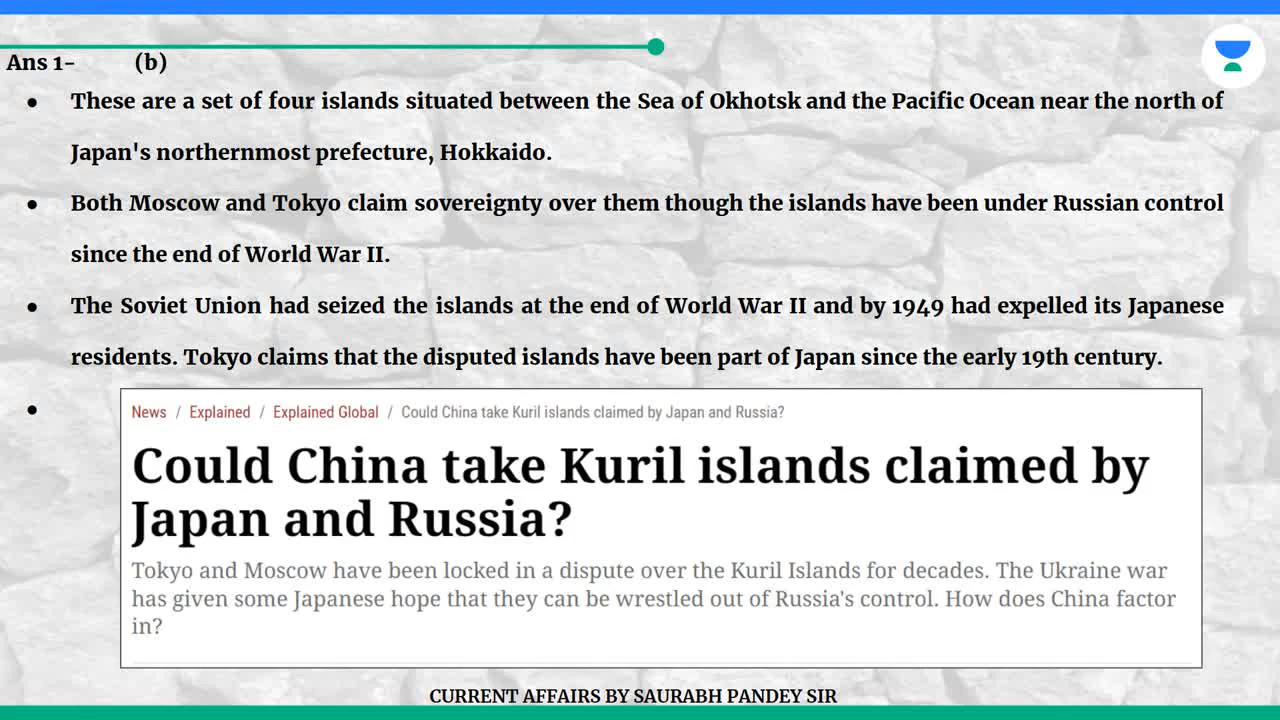 Ans 1- (b)
● These are a set of four islands situated between the Sea of Okhotsk and the Pacific Ocean near the north of
Japan's northernmost prefecture, Hokkaido.
● Both Moscow and Tokyo claim sovereignty over them though the islands have been under Russian control
since the end of World War II.
● The Soviet Union had seized the islands at the end of World War II and by 1949 had expelled its Japanese
residents. Tokyo claims that the disputed islands have been part of Japan since the early 19th century.
●
News / Explained / Explained Global / Could China take Kuril islands claimed by Japan and Russia?
Could China take Kuril islands claimed by
Japan and Russia?
Tokyo and Moscow have been locked in a dispute over the Kuril Islands for decades. The Ukraine war
has given some Japanese hope that they can be wrestled out of Russia's control. How does China factor
in?
CURRENT AFFAIRS BY SAURABH PANDEY SIR